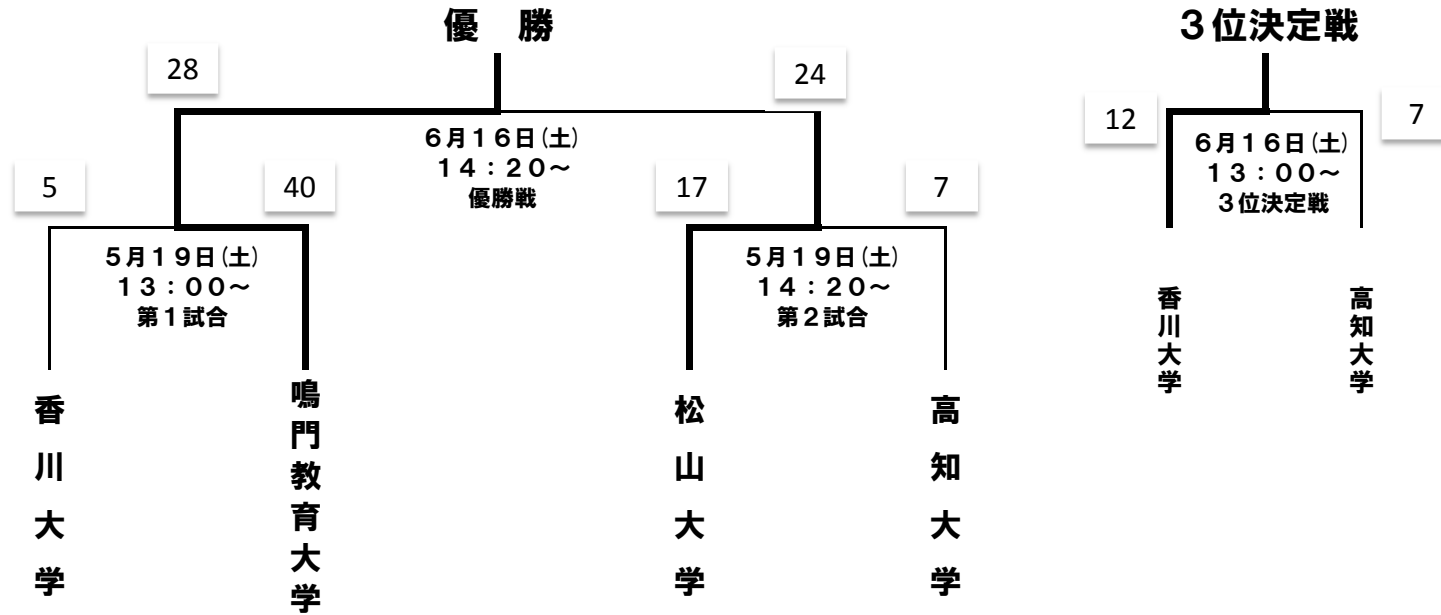 優　勝
３位決定戦
28
24
６月１６日(土)
１４：２０～
優勝戦
12
7
６月１６日(土)
１３：００～
３位決定戦
5
40
17
7
５月１９日(土)
１３：００～
第１試合
５月１９日(土)
１４：２０～
第２試合
香川大学
鳴門教育大学
松山大学
高知大学
香川大学
高知大学